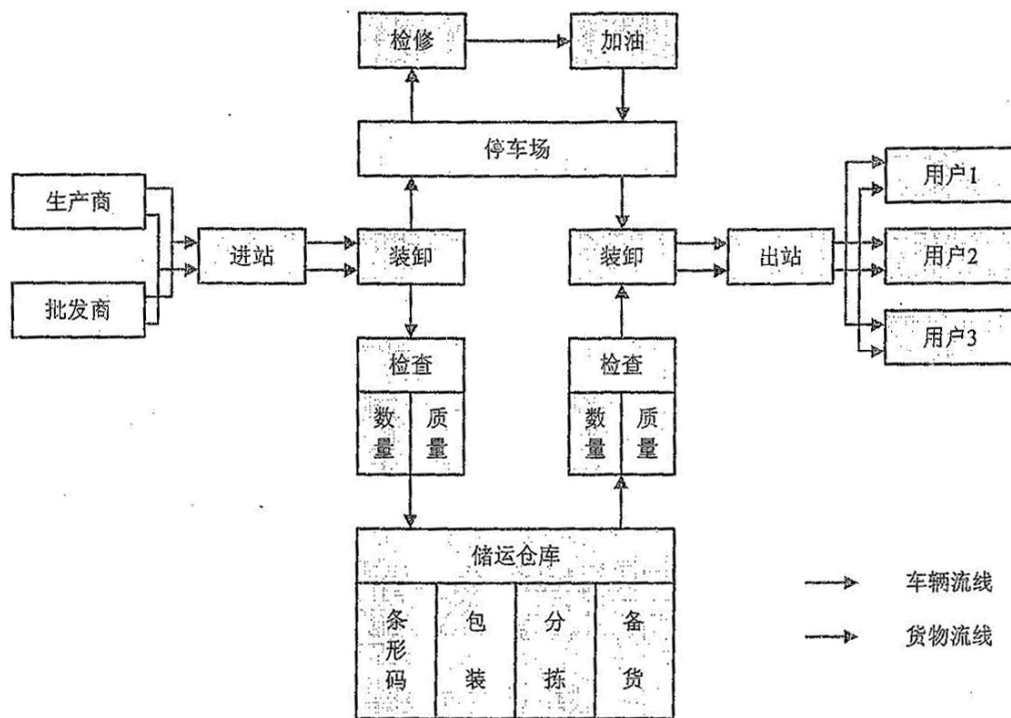 检修
加油
停车场
生产商
批发商
进站
装卸
装卸
出站
用户1
用户2
用户3
检查
数量
质量
检查
数量
质量
储运仓库
条形码
包装
分拣
备货
车辆流线
货物流线